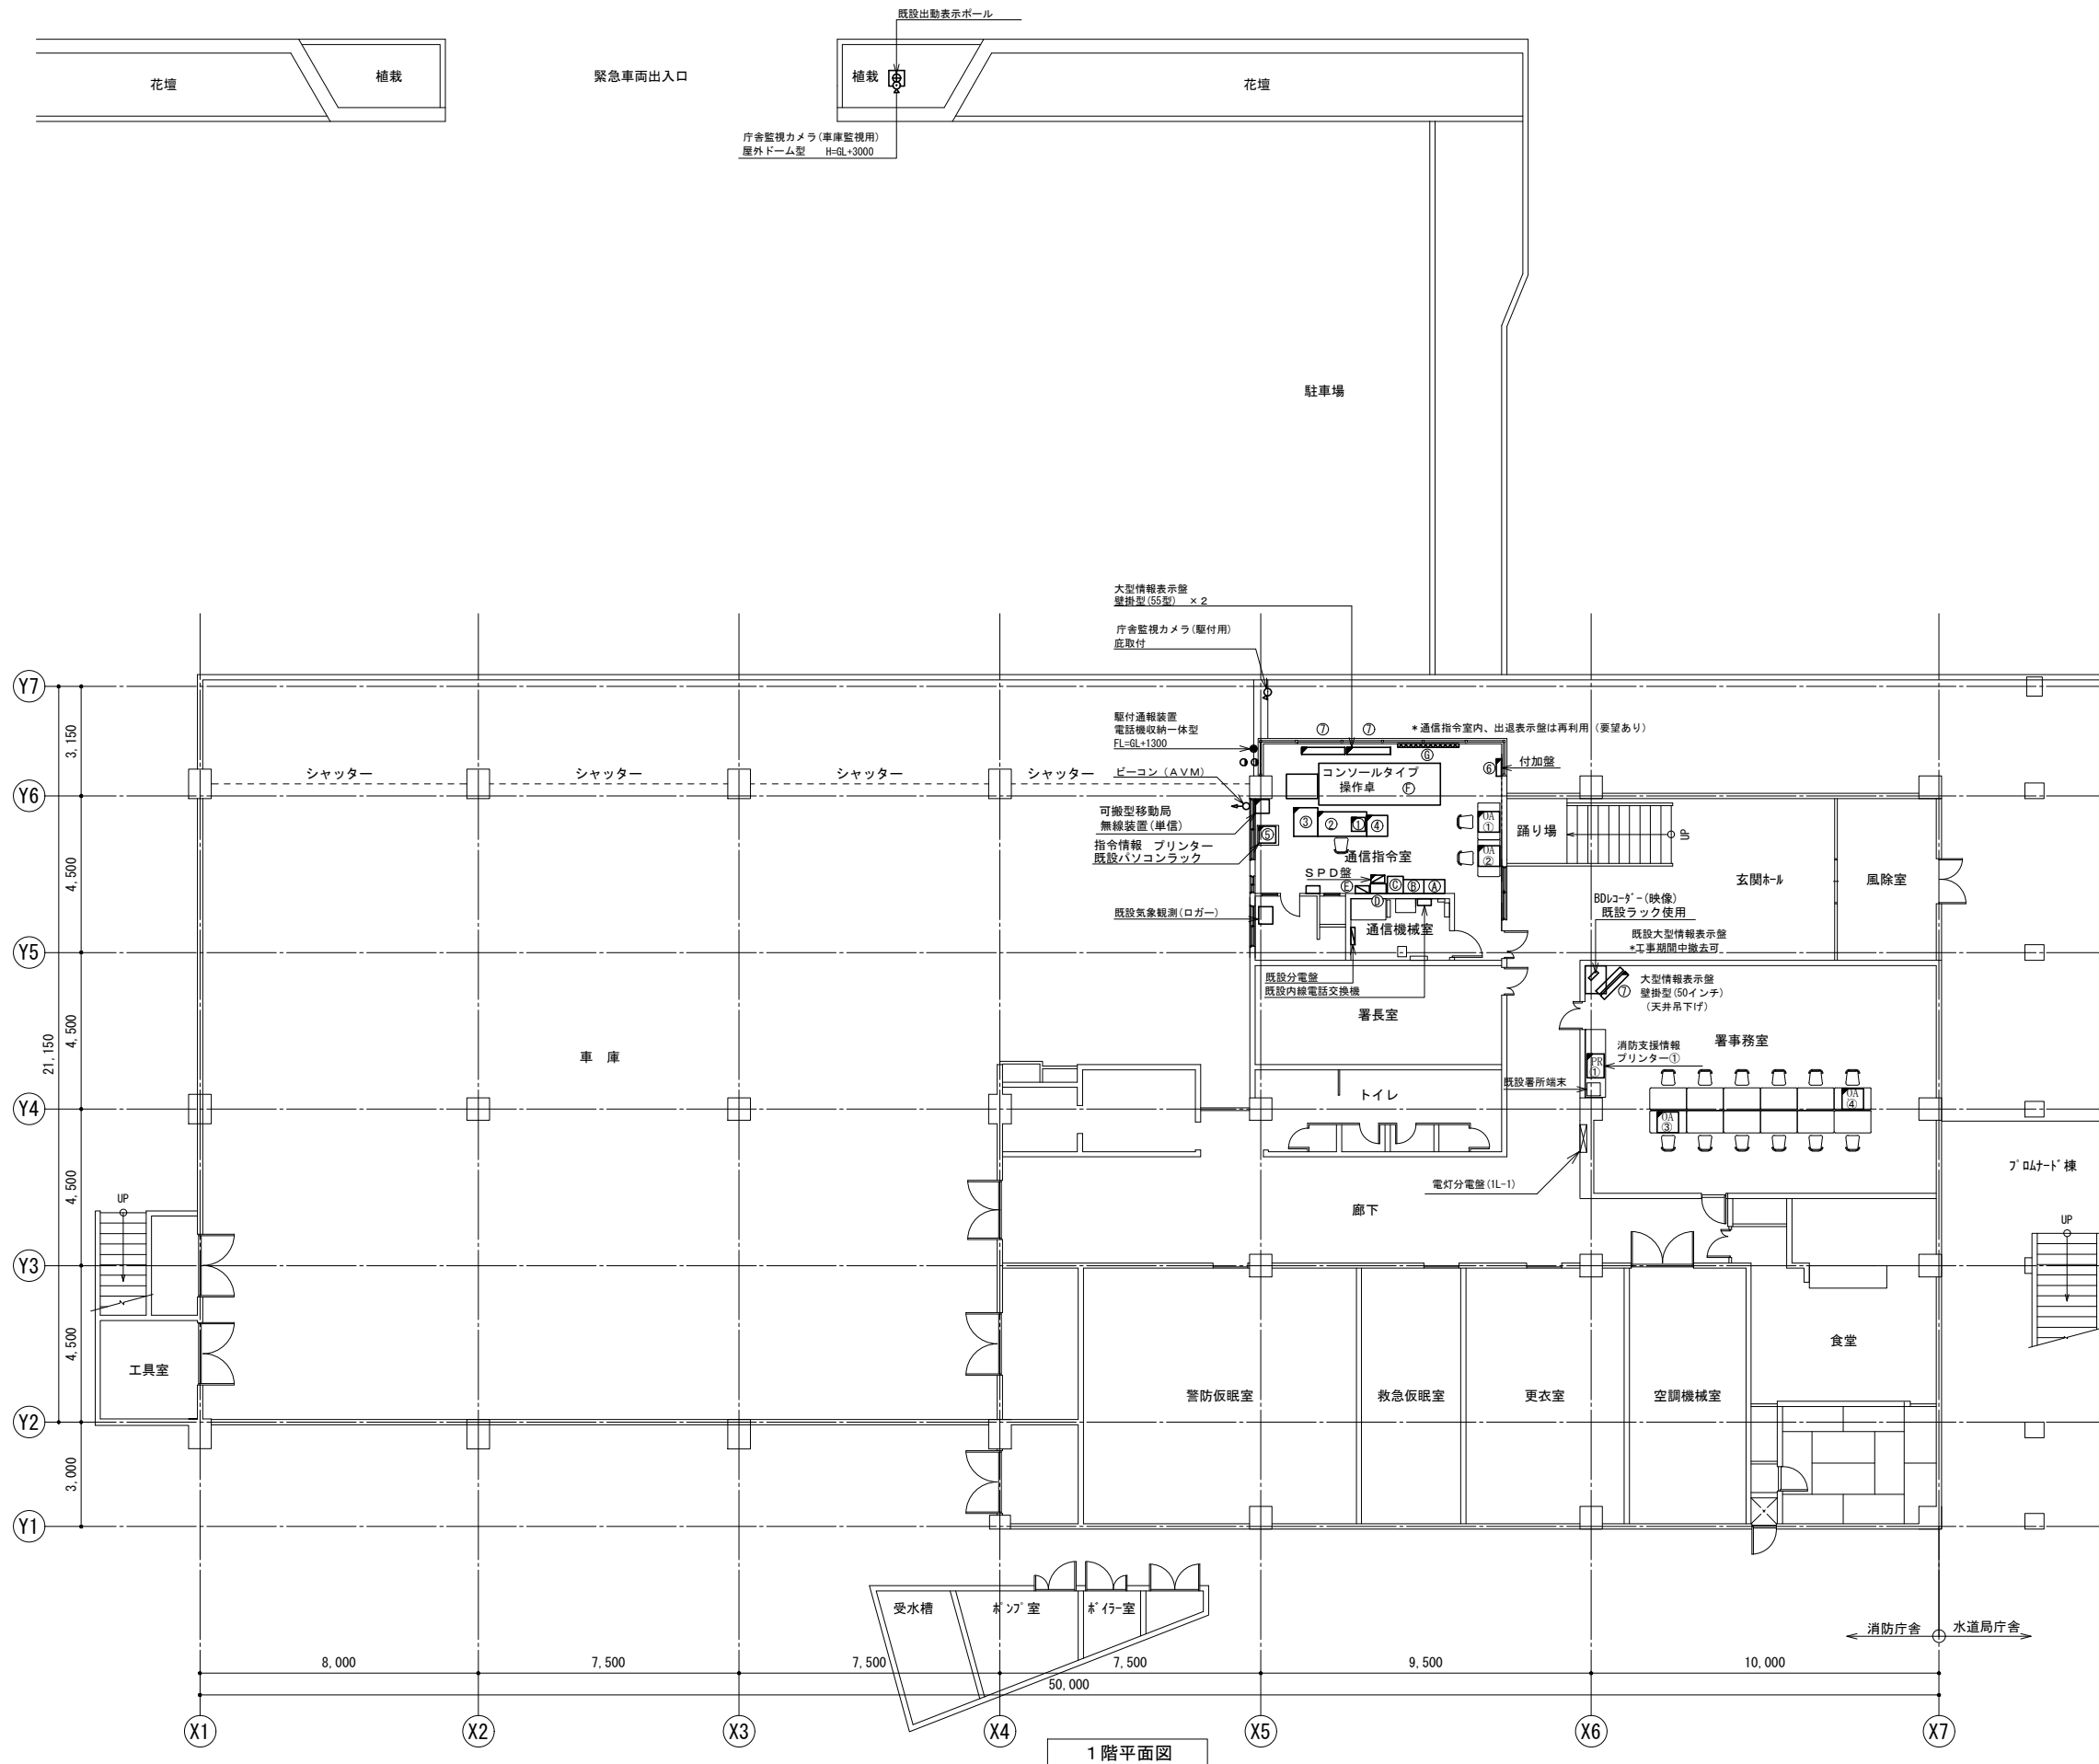 既設出動表示ポール
花壇
植栽
緊急車両出入口
植栽
花壇
庁舎監視カメラ(車庫監視用)
屋外ドーム型 H=GL+3000
駐車場
大型情報表示盤
壁掛型(55型) ×2
庁舎監視カメラ(駆付用)
庇取付
Y7
駆付通報装置
電話機収納一体型
FL=GL+1300
⑦
⑦
*通信指令室内、出退表示盤は再利用（要望あり）
Ⓖ
⑥
付加盤
3,150
シャッター
シャッター
シャッター
シャッター
ビーコン（ＡＶＭ）
コンソールタイプ
操作卓 Ⓕ
Y6
可搬型移動局
無線装置(単信)
③
②
①
④
OA
①
踊り場
UP
⑤
指令情報 プリンター
既設パソコンラック
通信指令室
OA
②
4,500
ＳＰＤ盤
Ⓔ
Ⓒ
Ⓑ
Ⓐ
玄関ﾎｰﾙ
風除室
既設気象観測(ロガー)
Ⓓ
通信機械室
BDﾚｺｰﾀﾞｰ(映像)
既設ラック使用
既設大型情報表示盤
*工事期間中撤去可
Y5
既設分電盤
既設内線電話交換機
⑦
大型情報表示盤
壁掛型(50インチ)
(天井吊下げ)
署長室
4,500
21,150
車 庫
消防支援情報
プリンター①
PR
①
署事務室
既設署所端末
トイレ
OA
④
Y4
OA
③
電灯分電盤(1L-1)
ﾌﾟﾛﾑﾅｰﾄﾞ棟
4,500
UP
廊下
UP
Y3
4,500
工具室
食堂
警防仮眠室
救急仮眠室
更衣室
空調機械室
Y2
3,000
Y1
受水槽
ﾎﾟﾝﾌﾟ室
ﾎﾞｲﾗｰ室
消防庁舎
水道局庁舎
8,000
7,500
7,500
7,500
9,500
10,000
50,000
X1
X2
X3
X4
X5
X6
X7
１階平面図